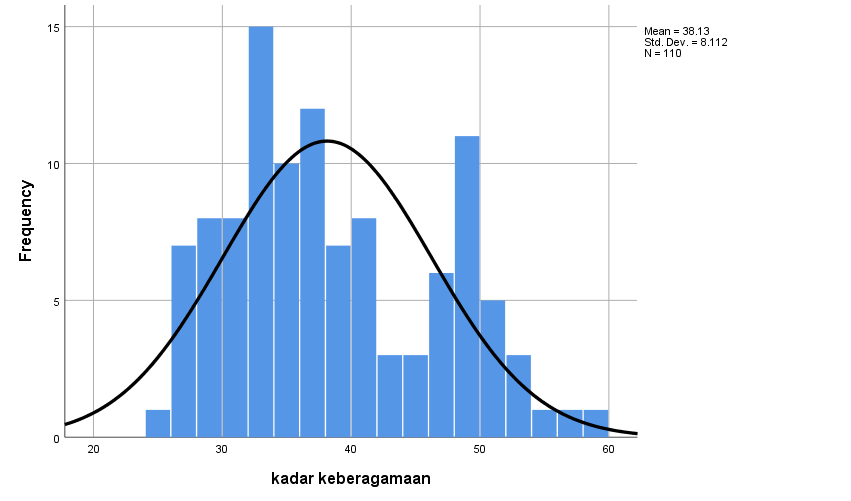 Mean = 38.13
Std. Dev. = 8.112
N = 110
15
10
5
0
Frequency
20
30
40
50
60
kadar keberagamaan